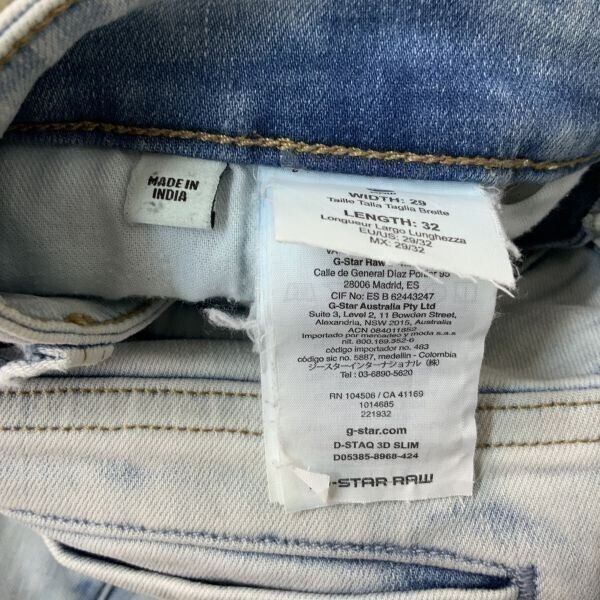 MADE IN
INDIA
WIDTH: 29
Taille Talla Taglia Breite
LENGTH: 32
Longueur Largo Lunghezza
EU/US: 29/32
MX: 29/32
G-Star Raw
Calle de General Díaz Porlier 95
28006 Madrid, ES
CIF No: ES B 62443247
G-Star Australia Pty Ltd
Suite 3, Level 2, 11 Bowden Street,
Alexandria, NSW 2015, Australia
ACN 084011852
Importado por mercadeo y moda s.a.s
nit. 800.169.352-6
código importador no. 463
código sic no. 5887, medellin - Colombia
ジースターインターナショナル (株)
Tel : 03-6890-5620
RN 104506 / CA 41169
1014685
221932
g-star.com
D-STAQ 3D SLIM
D05385-8968-424
-STAR RAW